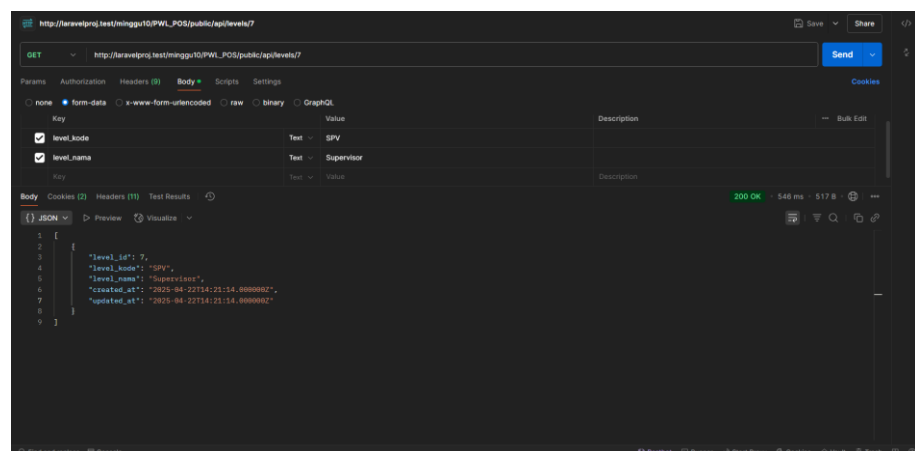 http://laravelproj.test/minggu10/PWL_POS/public/api/levels/7 Save Share
GET http://laravelproj.test/minggu10/PWL_POS/public/api/levels/7 Send
Params Authorization Headers (9) Body Scripts Settings Cookies
none form-data x-www-form-urlencoded raw binary GraphQL
Key Value Description Bulk Edit
level_kode Text SPV
level_nama Text Supervisor
Key Text Value Description
Body Cookies (2) Headers (11) Test Results 200 OK 546 ms 517 B
{} JSON Preview Visualize
1 [
2 {
3 "level_id": 7,
4 "level_kode": "SPV",
5 "level_nama": "Supervisor",
6 "created_at": "2025-04-22T14:21:14.000000Z",
7 "updated_at": "2025-04-22T14:21:14.000000Z"
8 }
9 ]